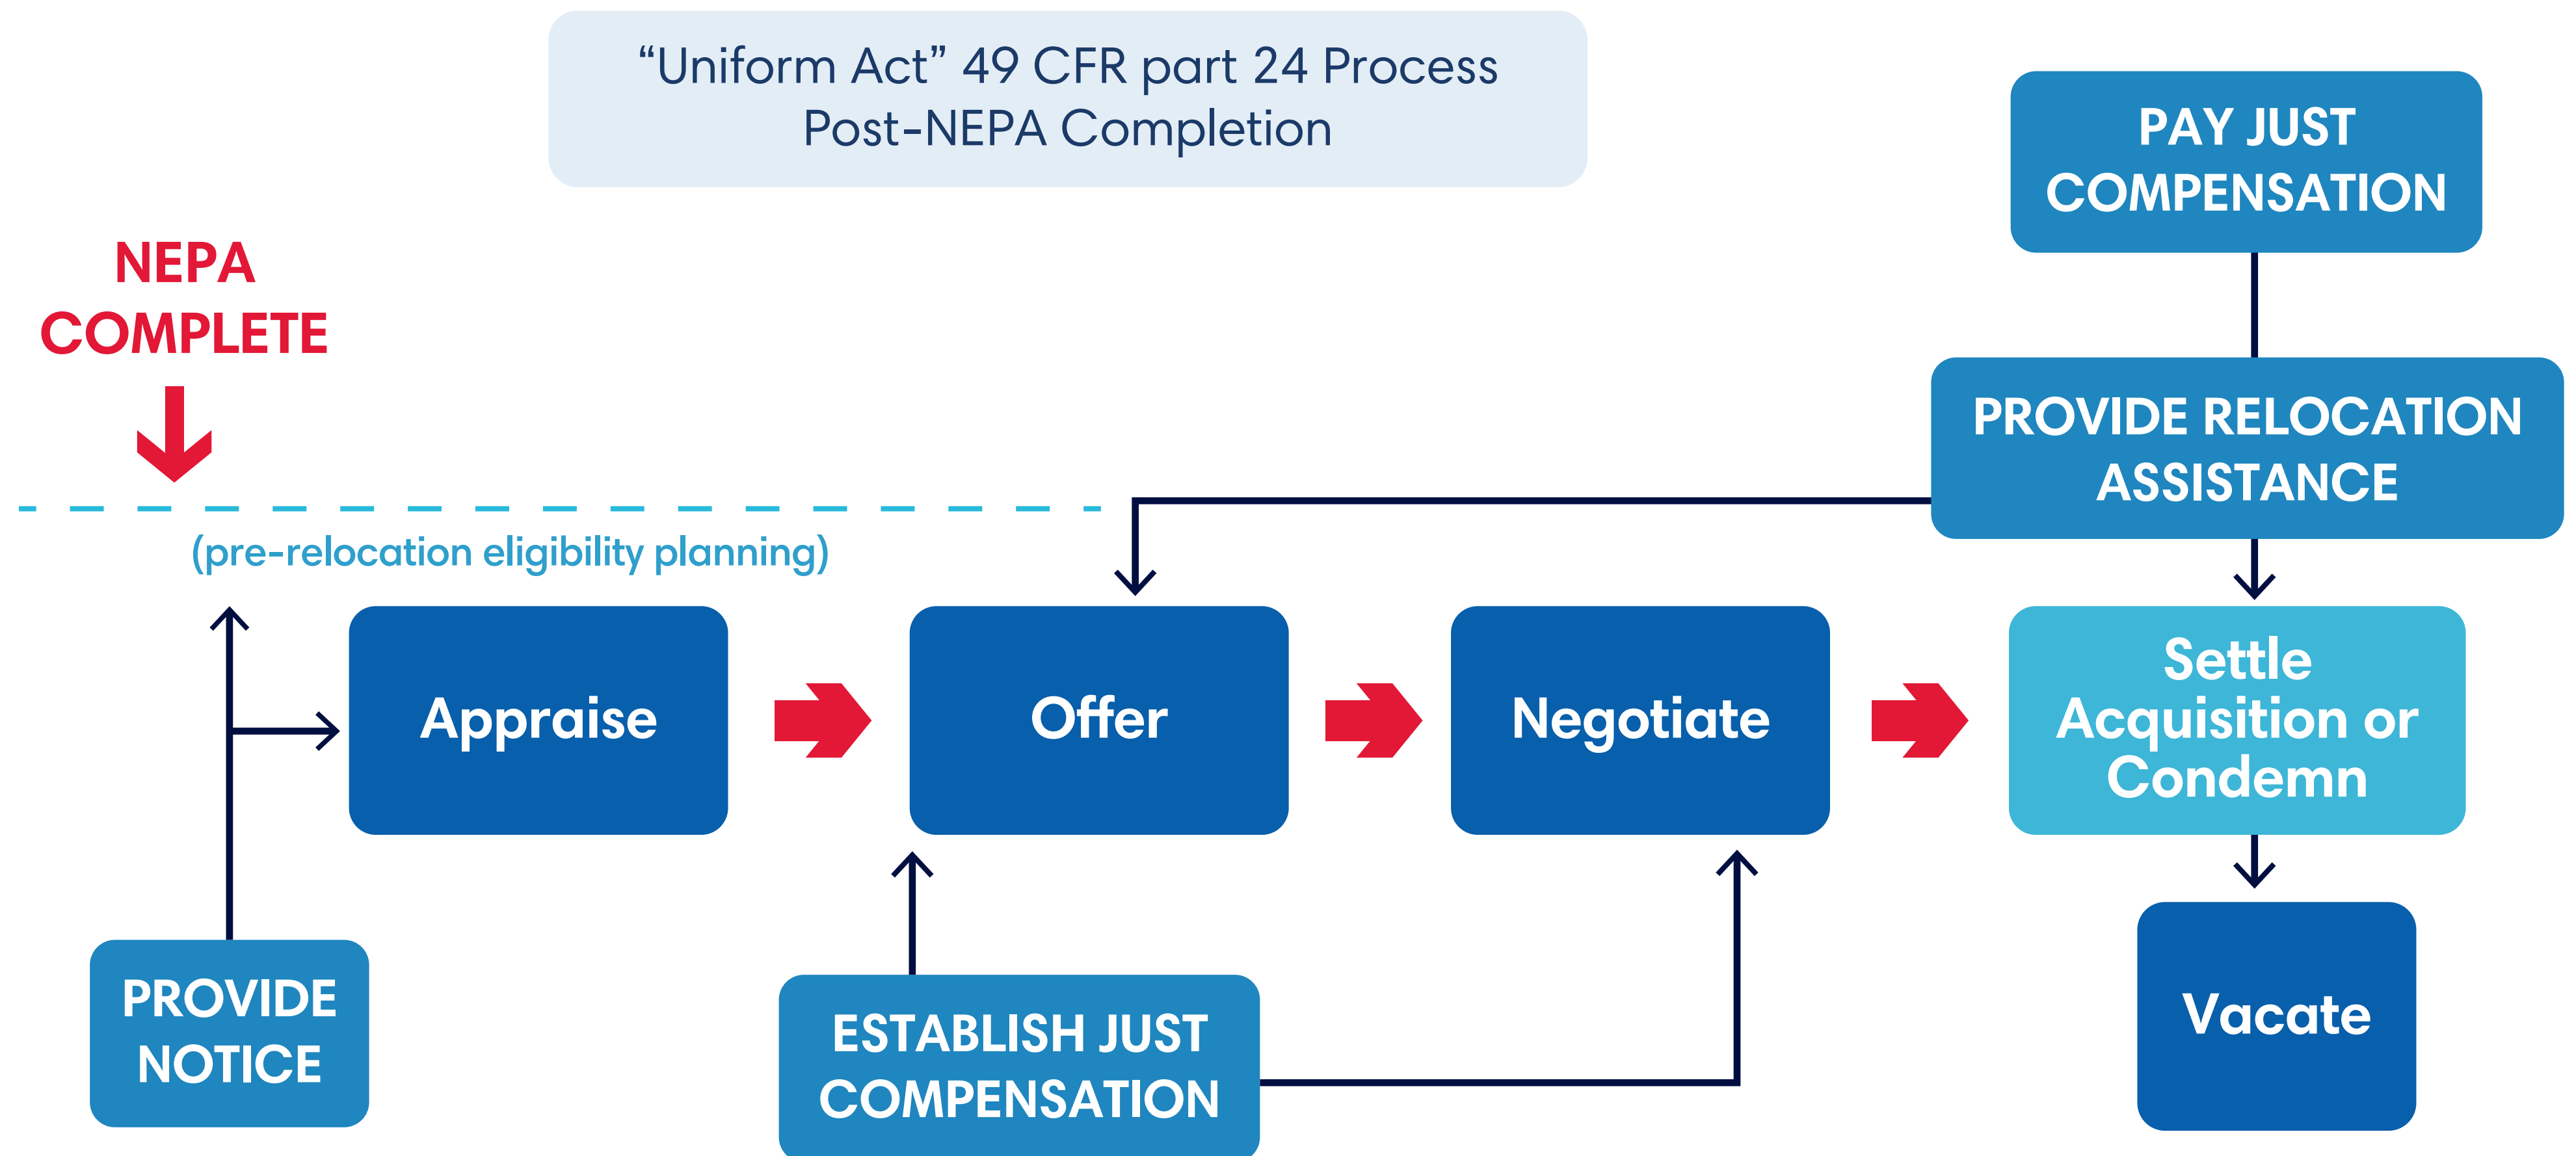 “Uniform Act” 49 CFR part 24 Process
Post-NEPA Completion
PAY JUST
COMPENSATION
NEPA
COMPLETE
PROVIDE RELOCATION
ASSISTANCE
(pre-relocation eligibility planning)
Appraise
Offer
Negotiate
Settle
Acquisition or
Condemn
PROVIDE
NOTICE
ESTABLISH JUST
COMPENSATION
Vacate